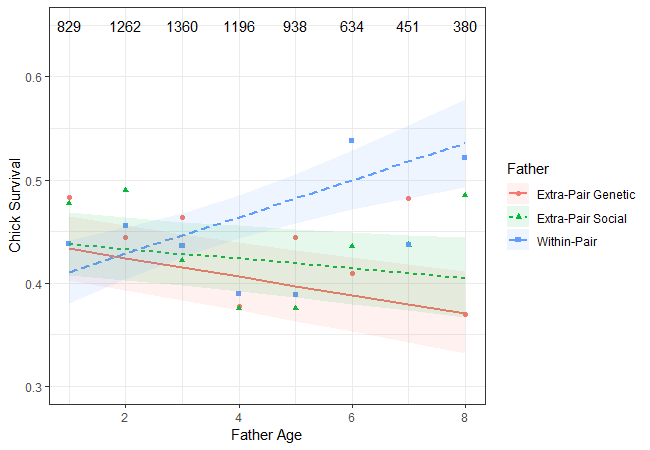 829 1262 1360 1196 938 634 451 380
0.6
0.5
0.4
0.3
Chick Survival
2 4 6 8
Father Age
Father
Extra-Pair Genetic
Extra-Pair Social
Within-Pair